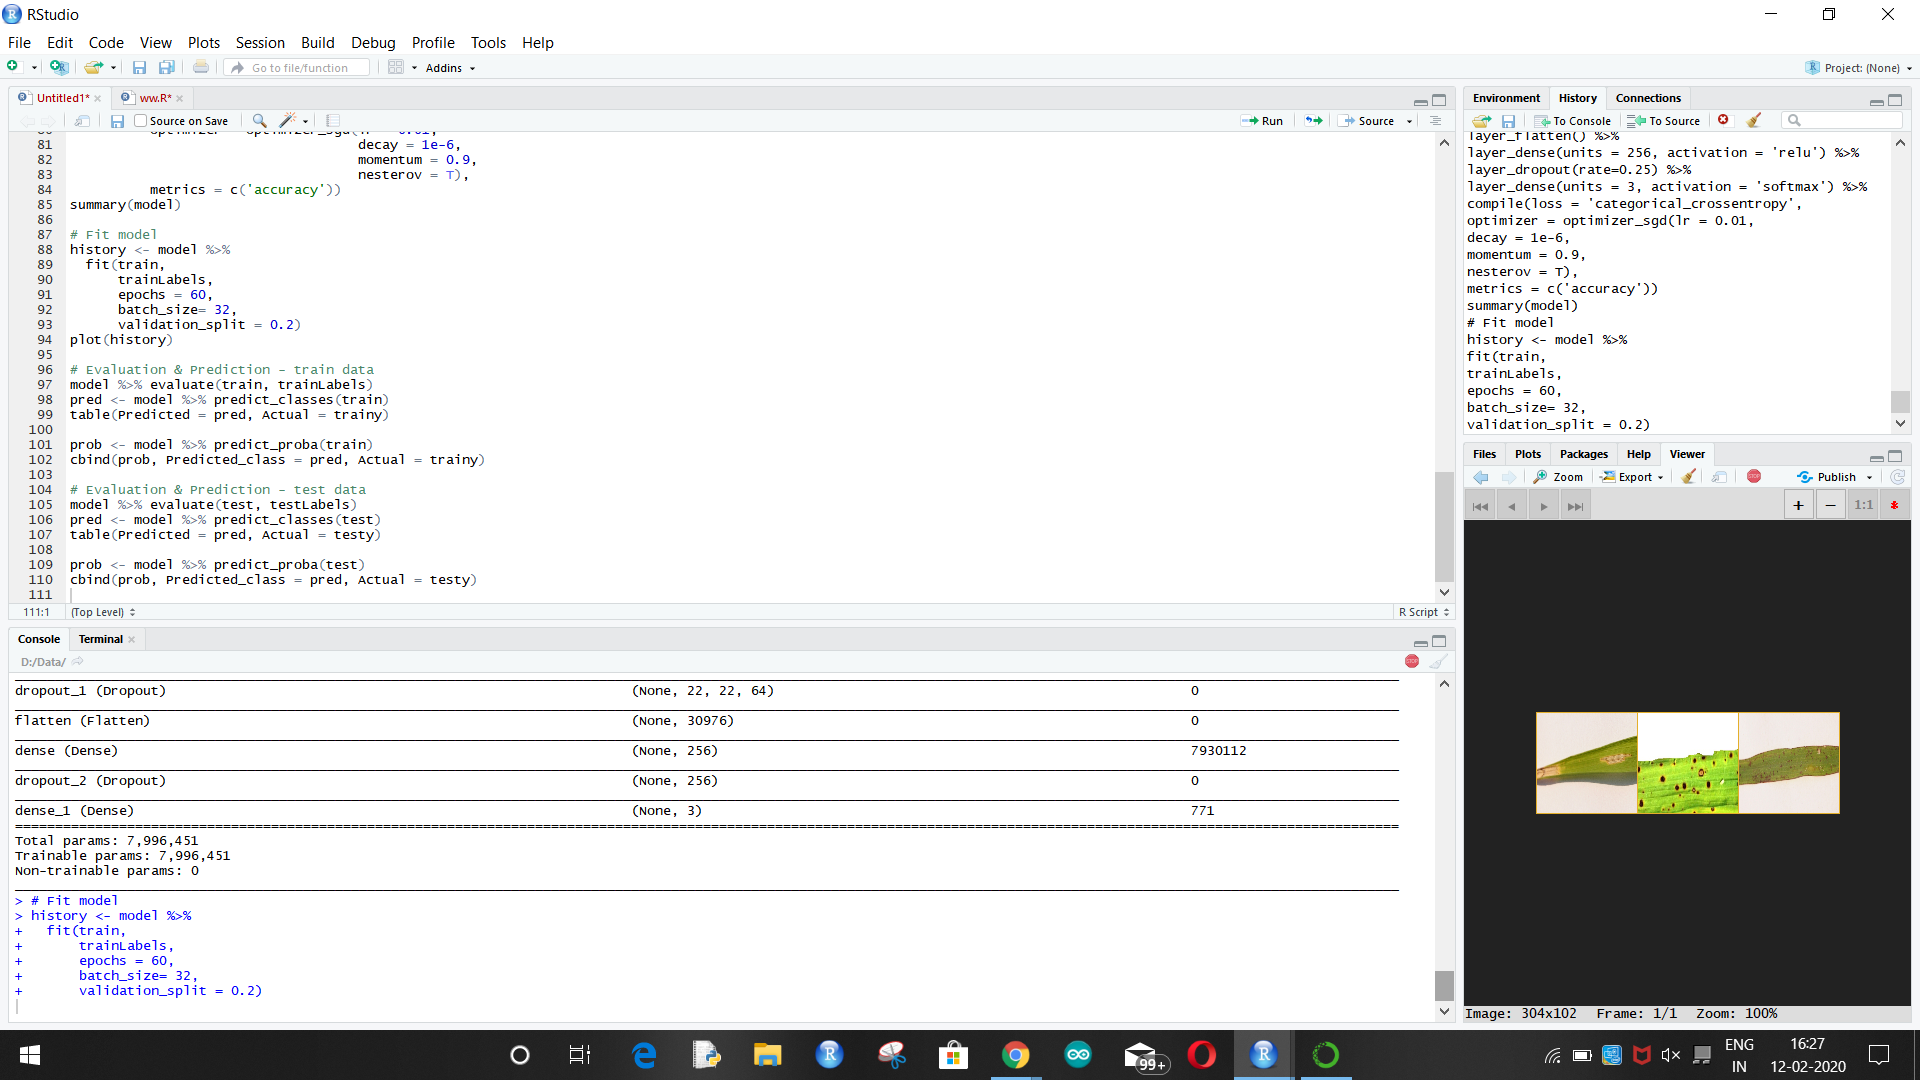 RStudio
File Edit Code View Plots Session Build Debug Profile Tools Help
Go to file/function Addins Project: (None)
Untitled1* ww.R*
Source on Save Run Source
81 decay = 1e-6,
82 momentum = 0.9,
83 nesterov = T),
84 metrics = c('accuracy'))
85 summary(model)
86
87 # Fit model
88 history <- model %>%
89 fit(train,
90 trainLabels,
91 epochs = 60,
92 batch_size= 32,
93 validation_split = 0.2)
94 plot(history)
95
96 # Evaluation & Prediction - train data
97 model %>% evaluate(train, trainLabels)
98 pred <- model %>% predict_classes(train)
99 table(Predicted = pred, Actual = trainy)
100
101 prob <- model %>% predict_proba(train)
102 cbind(prob, Predicted_class = pred, Actual = trainy)
103
104 # Evaluation & Prediction - test data
105 model %>% evaluate(test, testLabels)
106 pred <- model %>% predict_classes(test)
107 table(Predicted = pred, Actual = testy)
108
109 prob <- model %>% predict_proba(test)
110 cbind(prob, Predicted_class = pred, Actual = testy)
111
111:1 (Top Level) R Script
Console Terminal
D:/Data/
dropout_1 (Dropout) (None, 22, 22, 64) 0
flatten (Flatten) (None, 30976) 0
dense (Dense) (None, 256) 7930112
dropout_2 (Dropout) (None, 256) 0
dense_1 (Dense) (None, 3) 771
Total params: 7,996,451
Trainable params: 7,996,451
Non-trainable params: 0
> # Fit model
> history <- model %>%
+ fit(train,
+ trainLabels,
+ epochs = 60,
+ batch_size= 32,
+ validation_split = 0.2)
Environment History Connections
To Console To Source
layer_flatten() %>%
layer_dense(units = 256, activation = 'relu') %>%
layer_dropout(rate=0.25) %>%
layer_dense(units = 3, activation = 'softmax') %>%
compile(loss = 'categorical_crossentropy',
optimizer = optimizer_sgd(lr = 0.01,
decay = 1e-6,
momentum = 0.9,
nesterov = T),
metrics = c('accuracy'))
summary(model)
# Fit model
history <- model %>%
fit(train,
trainLabels,
epochs = 60,
batch_size= 32,
validation_split = 0.2)
Files Plots Packages Help Viewer
Zoom Export Publish
+ − 1:1
Image: 304x102 Frame: 1/1 Zoom: 100%
99+
ENG
IN
16:27
12-02-2020